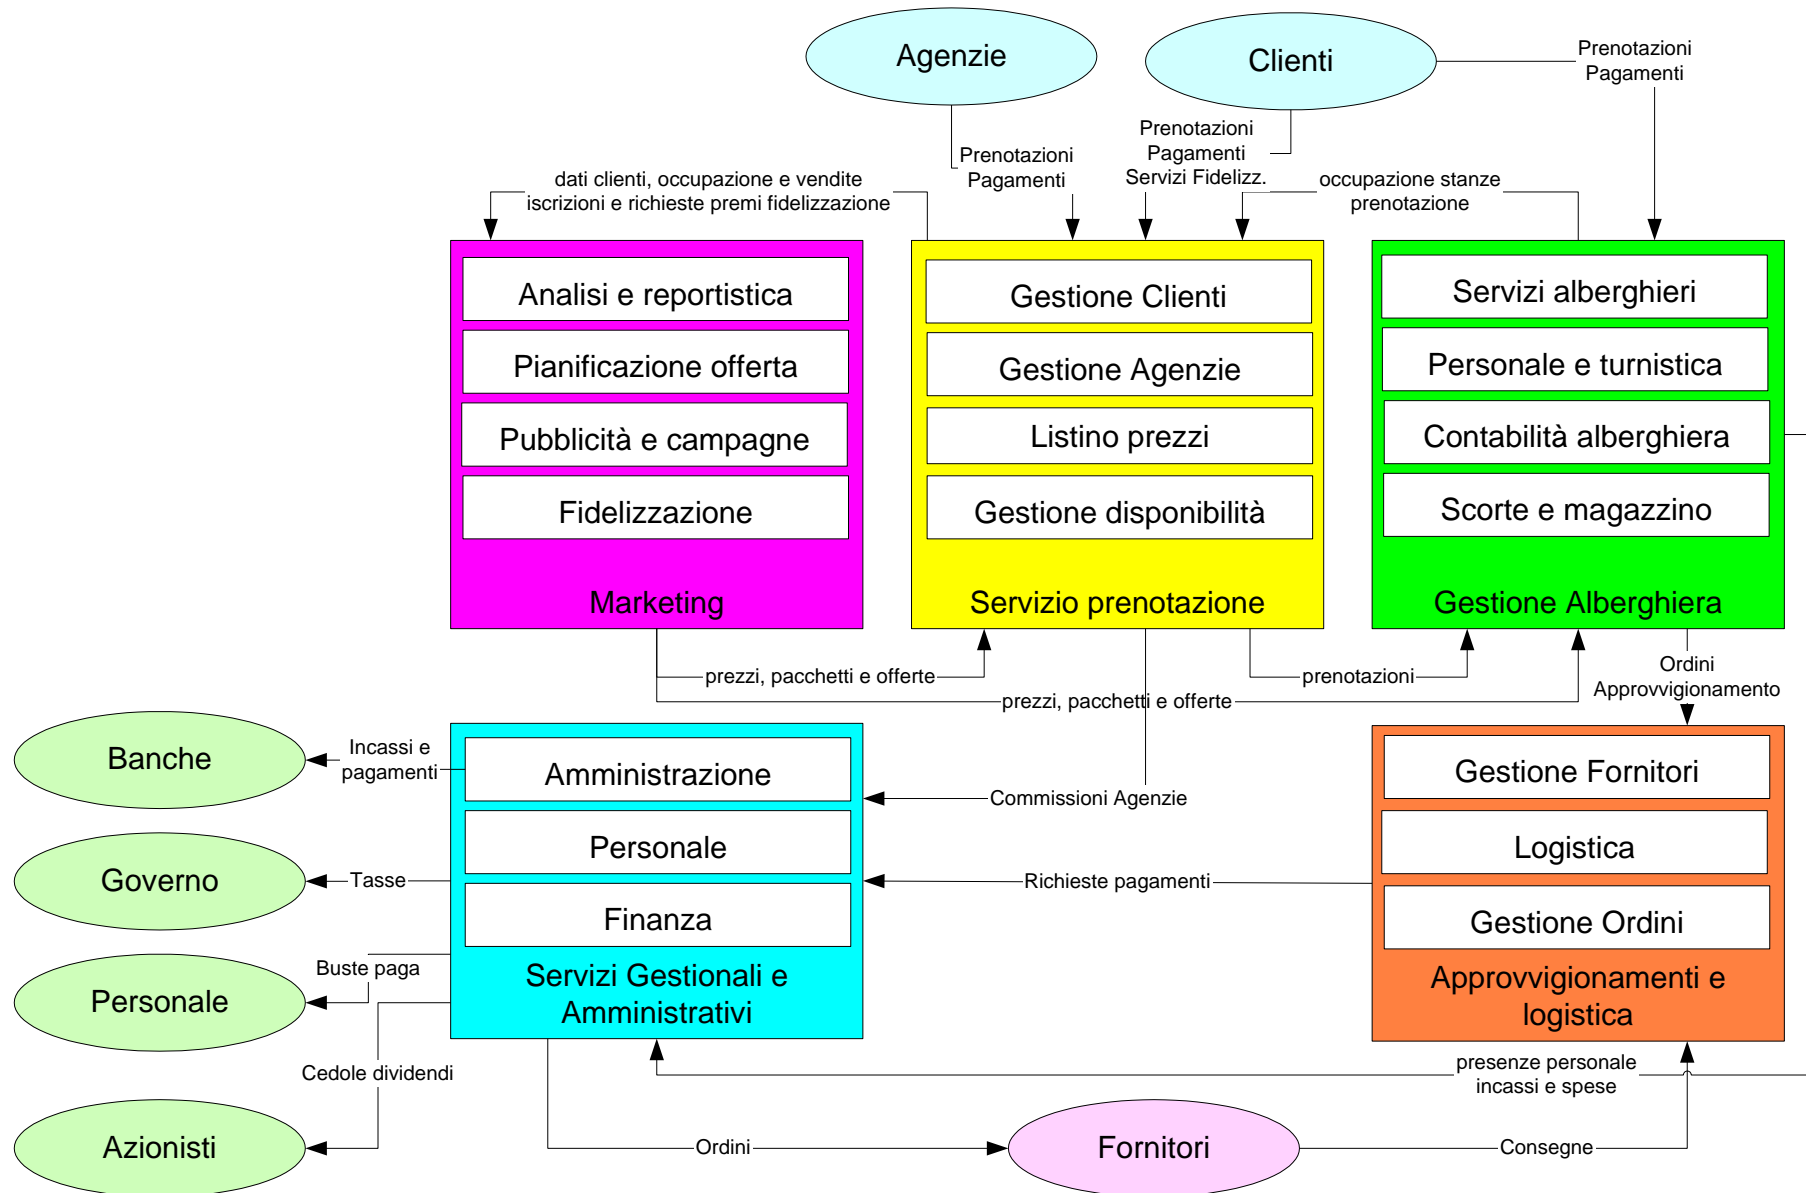 Agenzie
Clienti
Prenotazioni
Pagamenti
Prenotazioni
Pagamenti
Servizi Fidelizz.
Prenotazioni
Pagamenti
dati clienti, occupazione e vendite
iscrizioni e richieste premi fidelizzazione
occupazione stanze
prenotazione
Analisi e reportistica
Pianificazione offerta
Pubblicità e campagne
Fidelizzazione
Marketing
Gestione Clienti
Gestione Agenzie
Listino prezzi
Gestione disponibilità
Servizio prenotazione
Servizi alberghieri
Personale e turnistica
Contabilità alberghiera
Scorte e magazzino
Gestione Alberghiera
prezzi, pacchetti e offerte
prenotazioni
Ordini
Approvvigionamento
prezzi, pacchetti e offerte
Banche
Incassi e
pagamenti
Amministrazione
Personale
Finanza
Servizi Gestionali e
Amministrativi
Commissioni Agenzie
Richieste pagamenti
Gestione Fornitori
Logistica
Gestione Ordini
Approvvigionamenti e
logistica
Governo
Tasse
Personale
Buste paga
Cedole dividendi
Azionisti
presenze personale
incassi e spese
Ordini
Fornitori
Consegne